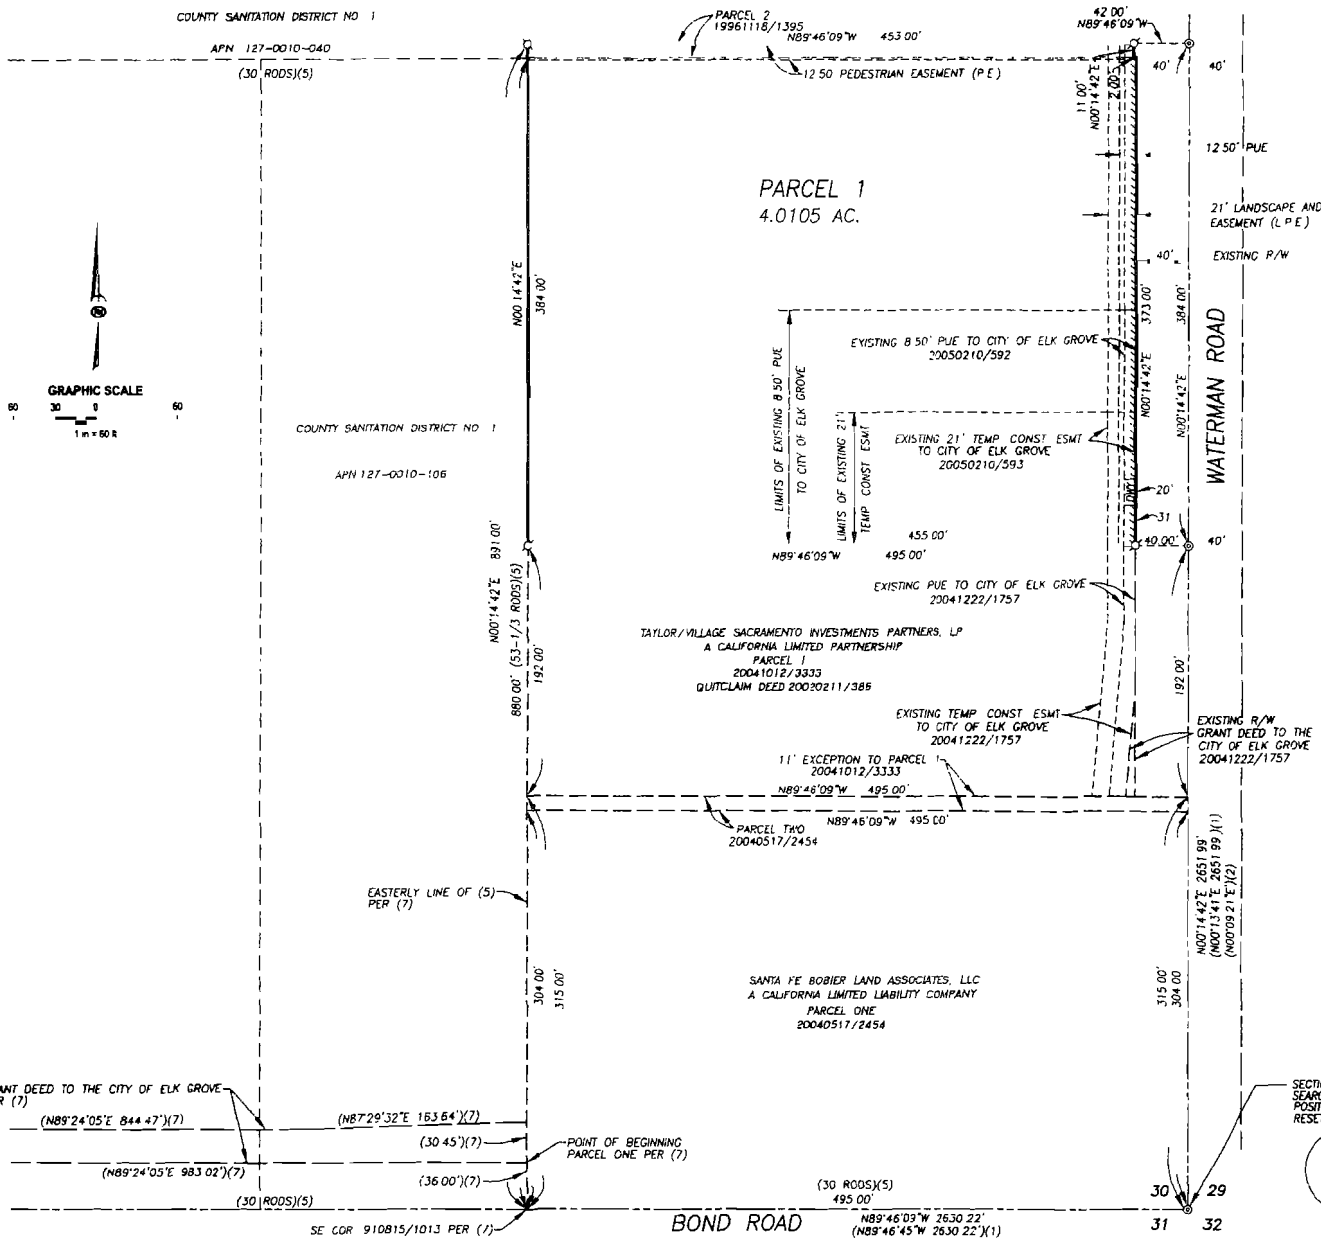 COUNTY SANITATION DISTRICT NO 1
APN 127-0010-040
(30 RODS)(5)
PARCEL 2
19961118/1395
N89°46'09"W 453 00'
12 50 PEDESTRIAN EASEMENT (P E)
42 00'
N89°46'09"W
40'
40'
11 00'
N00°14'42"E
2 00'
12 50' PUE
21' LANDSCAPE AND
EASEMENT (L P E)
EXISTING R/W
40'
PARCEL 1
4.0105 AC.
N00 14'42"E
384 00'
373 00'
N00°14'42"E
384 00'
N00°14'42"E
WATERMAN ROAD
GRAPHIC SCALE
60 30 0 60
1 in = 60 ft
COUNTY SANITATION DISTRICT NO 1
APN 127-0010-106
LIMITS OF EXISTING 8 50' PUE
TO CITY OF ELK GROVE
LIMITS OF EXISTING 21'
TEMP CONST ESMT
EXISTING 8 50' PUE TO CITY OF ELK GROVE
20050210/592
EXISTING 21' TEMP CONST ESMT
TO CITY OF ELK GROVE
20050210/593
20'
31
455 00'
N89°46'09"W 495 00'
40 00'
40'
EXISTING PUE TO CITY OF ELK GROVE
20041222/1757
N00°14'42"E 891 00'
880 00' (53-1/3 RODS)(5)
192 00'
TAYLOR/VILLAGE SACRAMENTO INVESTMENTS PARTNERS, LP
A CALIFORNIA LIMITED PARTNERSHIP
PARCEL 1
20041012/3333
QUITCLAIM DEED 20020211/386
192 00'
EXISTING TEMP CONST ESMT
TO CITY OF ELK GROVE
20041222/1757
EXISTING R/W
GRANT DEED TO THE
CITY OF ELK GROVE
20041222/1757
11' EXCEPTION TO PARCEL 1
20041012/3333
N89°46'09"W 495 00'
N89°46'09"W 495 00'
PARCEL TWO
20040517/2454
N00°14'42"E 2651 99'
(N00°13'41"E 2651 99')(1)
(N00°09'21"E)(2)
EASTERLY LINE OF (5)
PER (7)
304 00'
315 00'
SANTA FE BOBIER LAND ASSOCIATES, LLC
A CALIFORNIA LIMITED LIABILITY COMPANY
PARCEL ONE
20040517/2454
315 00'
304 00
ANT DEED TO THE CITY OF ELK GROVE
R (7)
(N89°24'05"E 844 47')(7)
(N87°29'32"E 163 64')(7)
(30 45')(7)
POINT OF BEGINNING
PARCEL ONE PER (7)
(N89°24'05"E 983 02')(7)
(36 00')(7)
(30 RODS)(5)
SE COR 910815/1013 PER (7)
BOND ROAD
(30 RODS)(5)
495 00'
N89°46'09"W 2630 22'
(N89°46'45"W 2630 22')(1)
30 29
31 32
SECTI
SEARC
POSIT
RESE